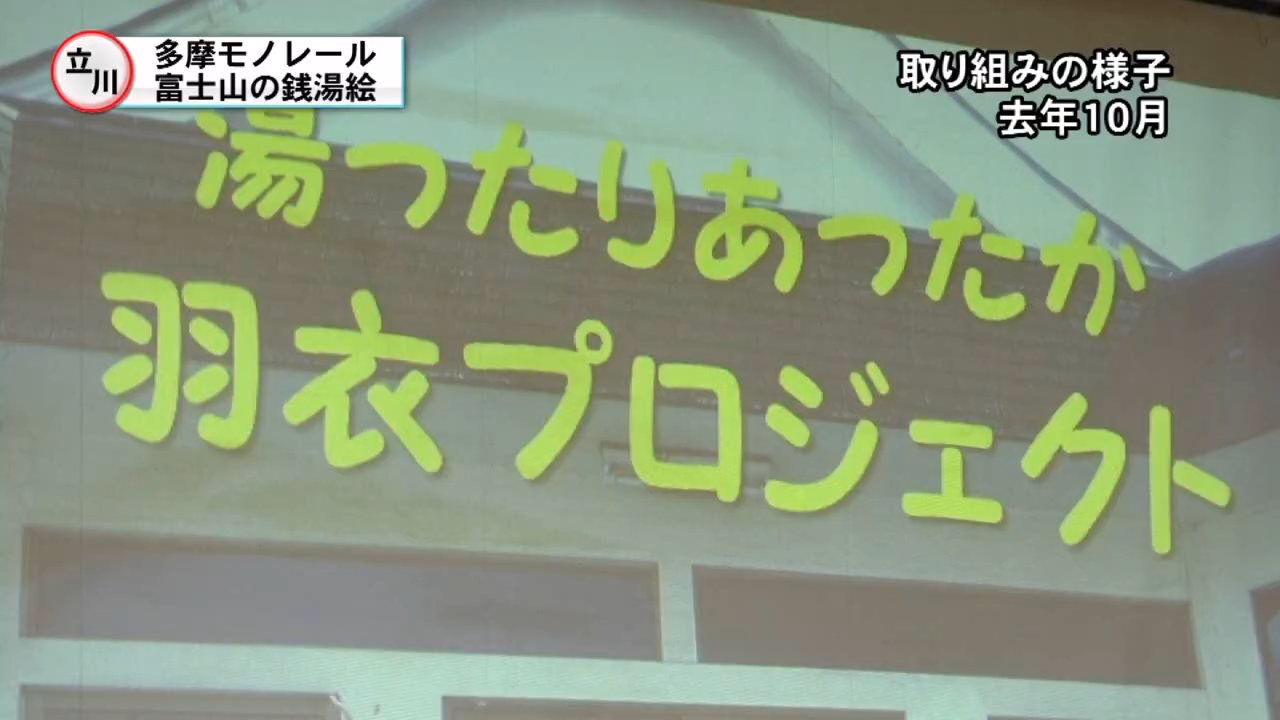 立川
多摩モノレール
富士山の銭湯絵
取り組みの様子
去年10月
湯ったりあったか
羽衣プロジェクト